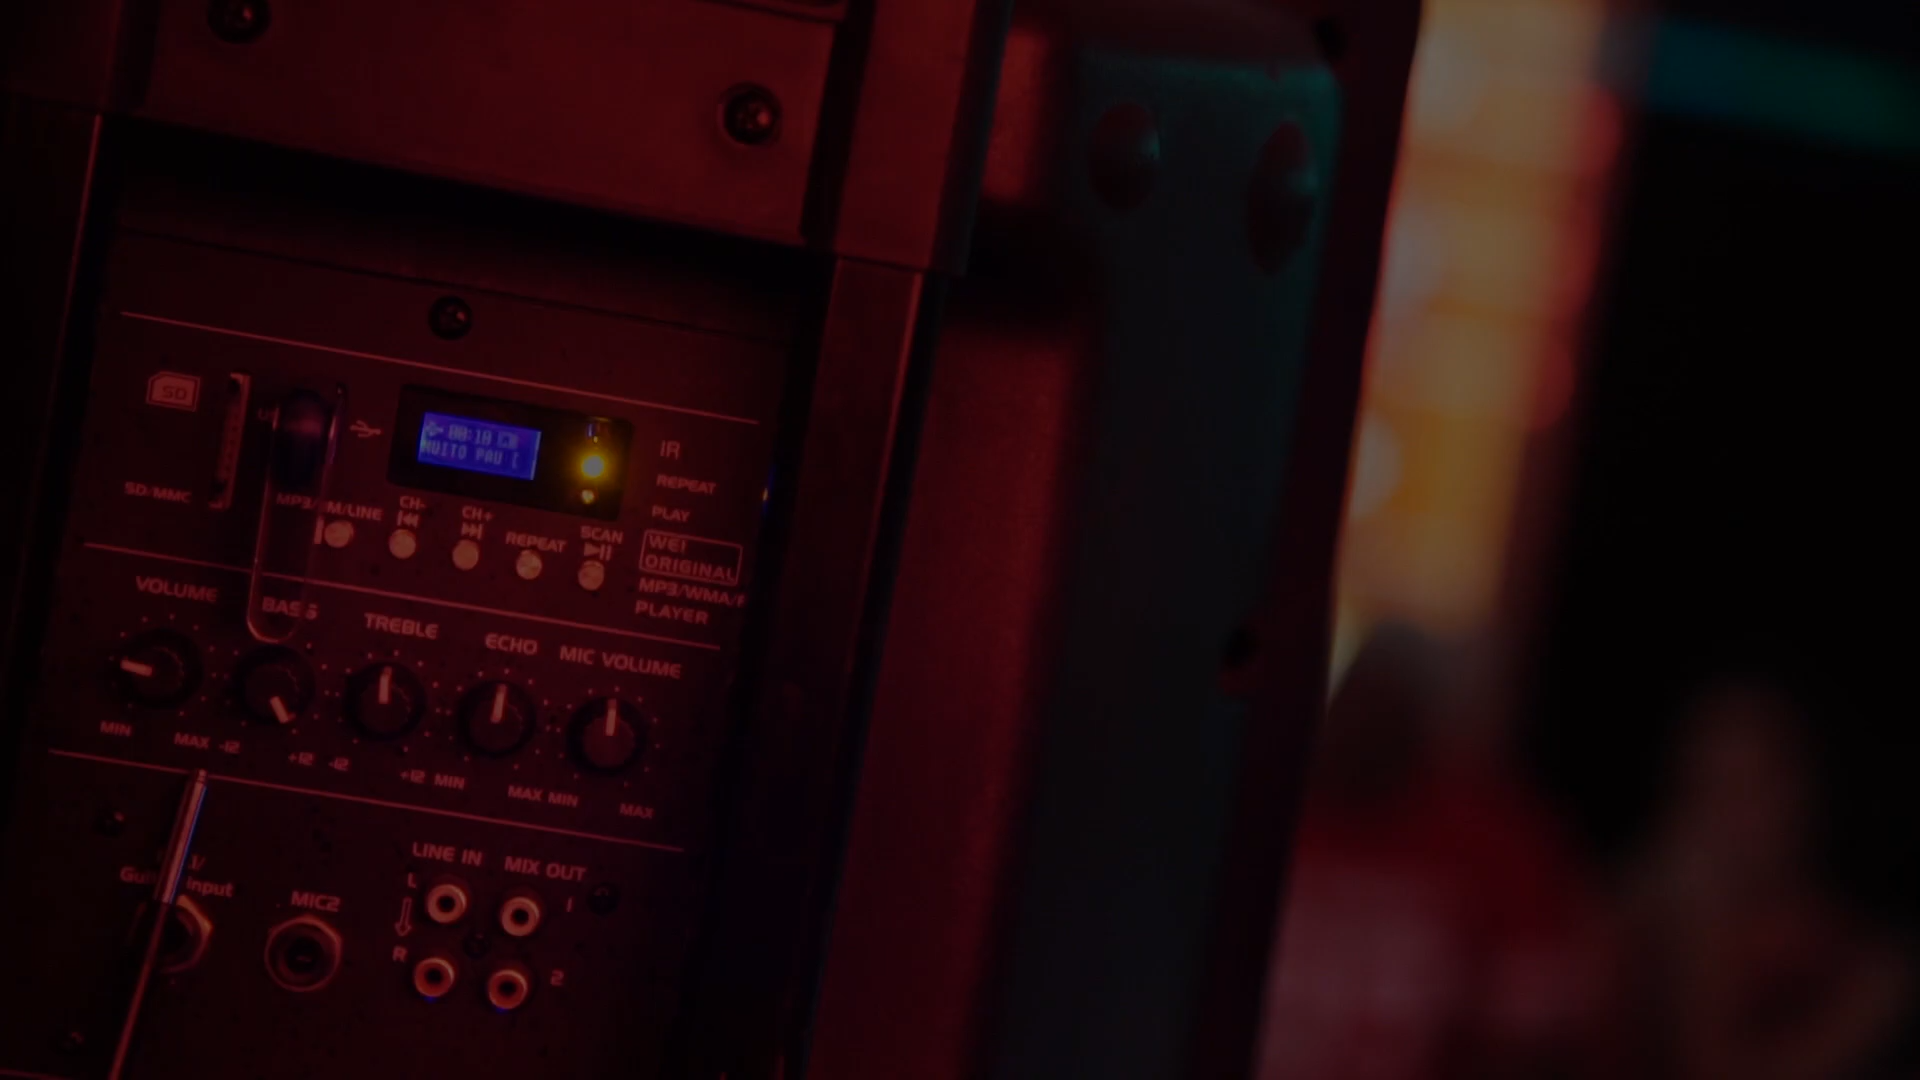 SD
SD/MMC
00:10
MUITO PAU
IR
REPEAT
PLAY
WEI
ORIGINAL
PLAYER
CH-
CH+
REPEAT
SCAN
VOLUME
BASS
TREBLE
ECHO
MIC VOLUME
MIN
MAX
-12
+12
-12
+12
MIN
MAX
MIN
MAX
input
MIC2
LINE IN
MIX OUT
L
R
1
2